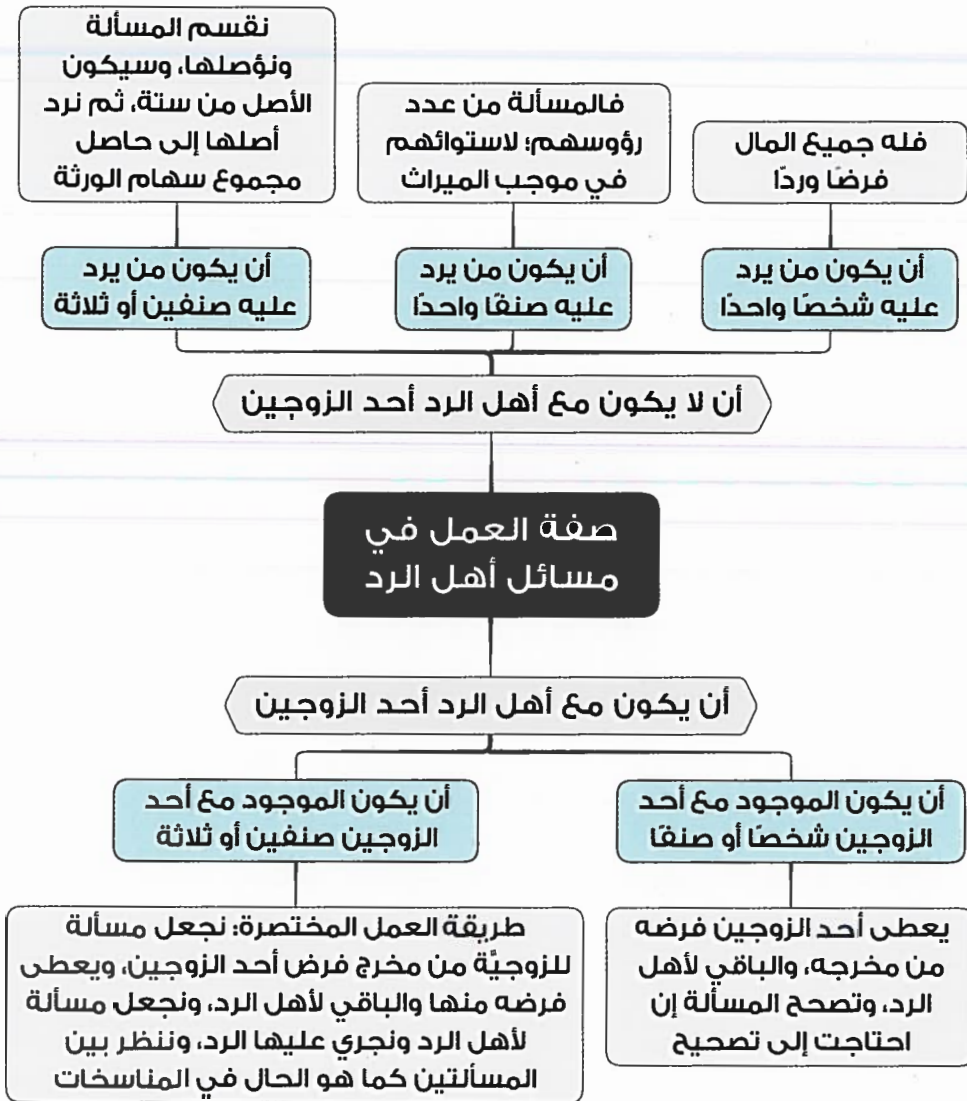 فله جميع المال
فرضًا وردًّا
فالمسألة من عدد
رؤوسهم؛ لاستوائهم
في موجب الميراث
نقسم المسألة
ونؤصلها، وسيكون
الأصل من ستة، ثم نرد
أصلها إلى حاصل
مجموع سهام الورثة
أن يكون من يرد
عليه شخصًا واحدًا
أن يكون من يرد
عليه صنفًا واحدًا
أن يكون من يرد
عليه صنفين أو ثلاثة
أن لا يكون مع أهل الرد أحد الزوجين
صفة العمل في
مسائل أهل الرد
أن يكون مع أهل الرد أحد الزوجين
أن يكون الموجود مع أحد
الزوجين شخصًا أو صنفًا
أن يكون الموجود مع أحد
الزوجين صنفين أو ثلاثة
يعطى أحد الزوجين فرضه
من مخرجه، والباقي لأهل
الرد، وتصحح المسألة إن
احتاجت إلى تصحيح
طريقة العمل المختصرة: نجعل مسألة
للزوجيَّة من مخرج فرض أحد الزوجين، ويعطى
فرضه منها والباقي لأهل الرد، ونجعل مسألة
لأهل الرد ونجري عليها الرد، وننظر بين
المسألتين كما هو الحال في المناسخات